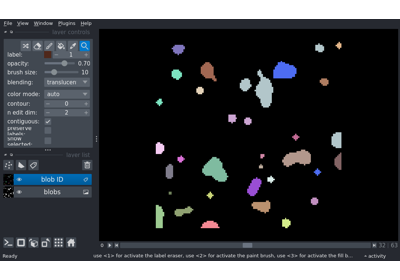 File View Window Plugins Help
layer controls
label: 1
opacity: 0.70
brush size: 10
blending: translucen
color mode: auto
contour: 0
n edit dim: 2
contiguous: ✓
preserve
labels:
show
selected:
layer list
blob ID
blobs
32 63
Ready use <1> for activate the label eraser, use <2> for activate the paint brush, use <3> for activate the fill b... activity